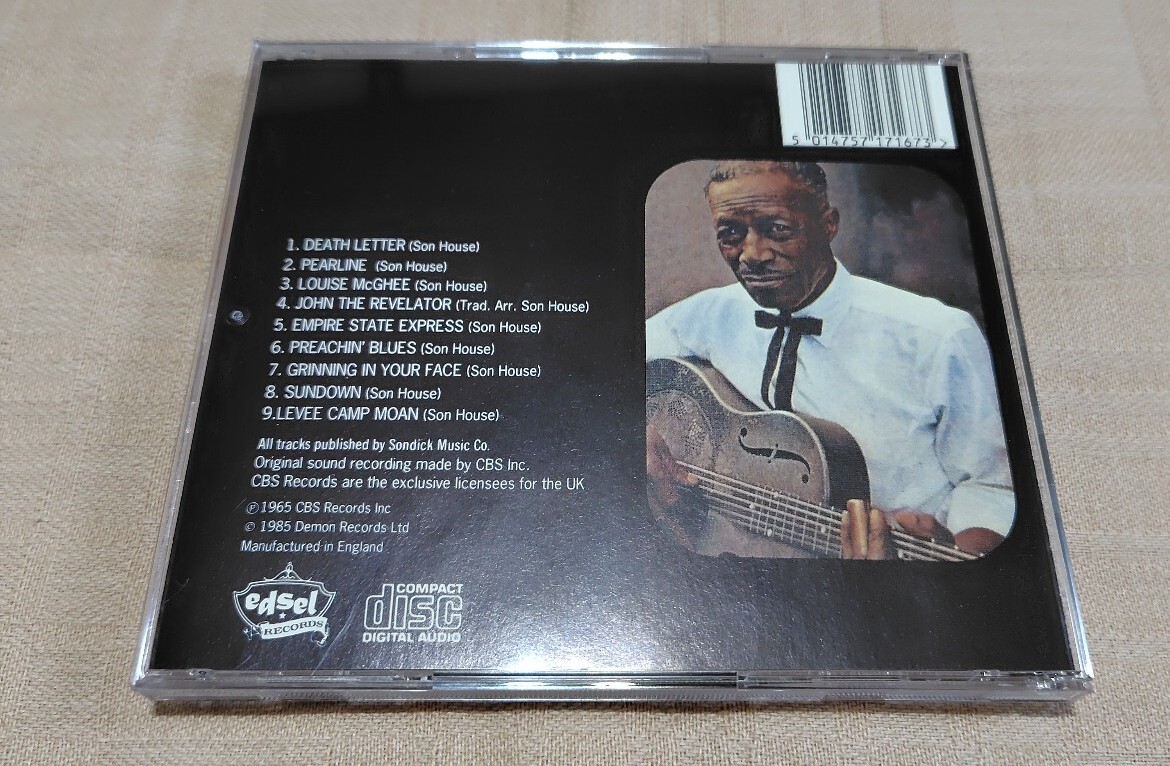 5 014757 171673 >
1. DEATH LETTER (Son House)
2. PEARLINE (Son House)
3. LOUISE McGHEE (Son House)
4. JOHN THE REVELATOR (Trad. Arr. Son House)
5. EMPIRE STATE EXPRESS (Son House)
6. PREACHIN' BLUES (Son House)
7. GRINNING IN YOUR FACE (Son House)
8. SUNDOWN (Son House)
9.LEVEE CAMP MOAN (Son House)
All tracks published by Sondick Music Co.
Original sound recording made by CBS Inc.
CBS Records are the exclusive licensees for the UK
℗ 1965 CBS Records Inc
© 1985 Demon Records Ltd
Manufactured in England
edsel
RECORDS
COMPACT
disc
DIGITAL AUDIO